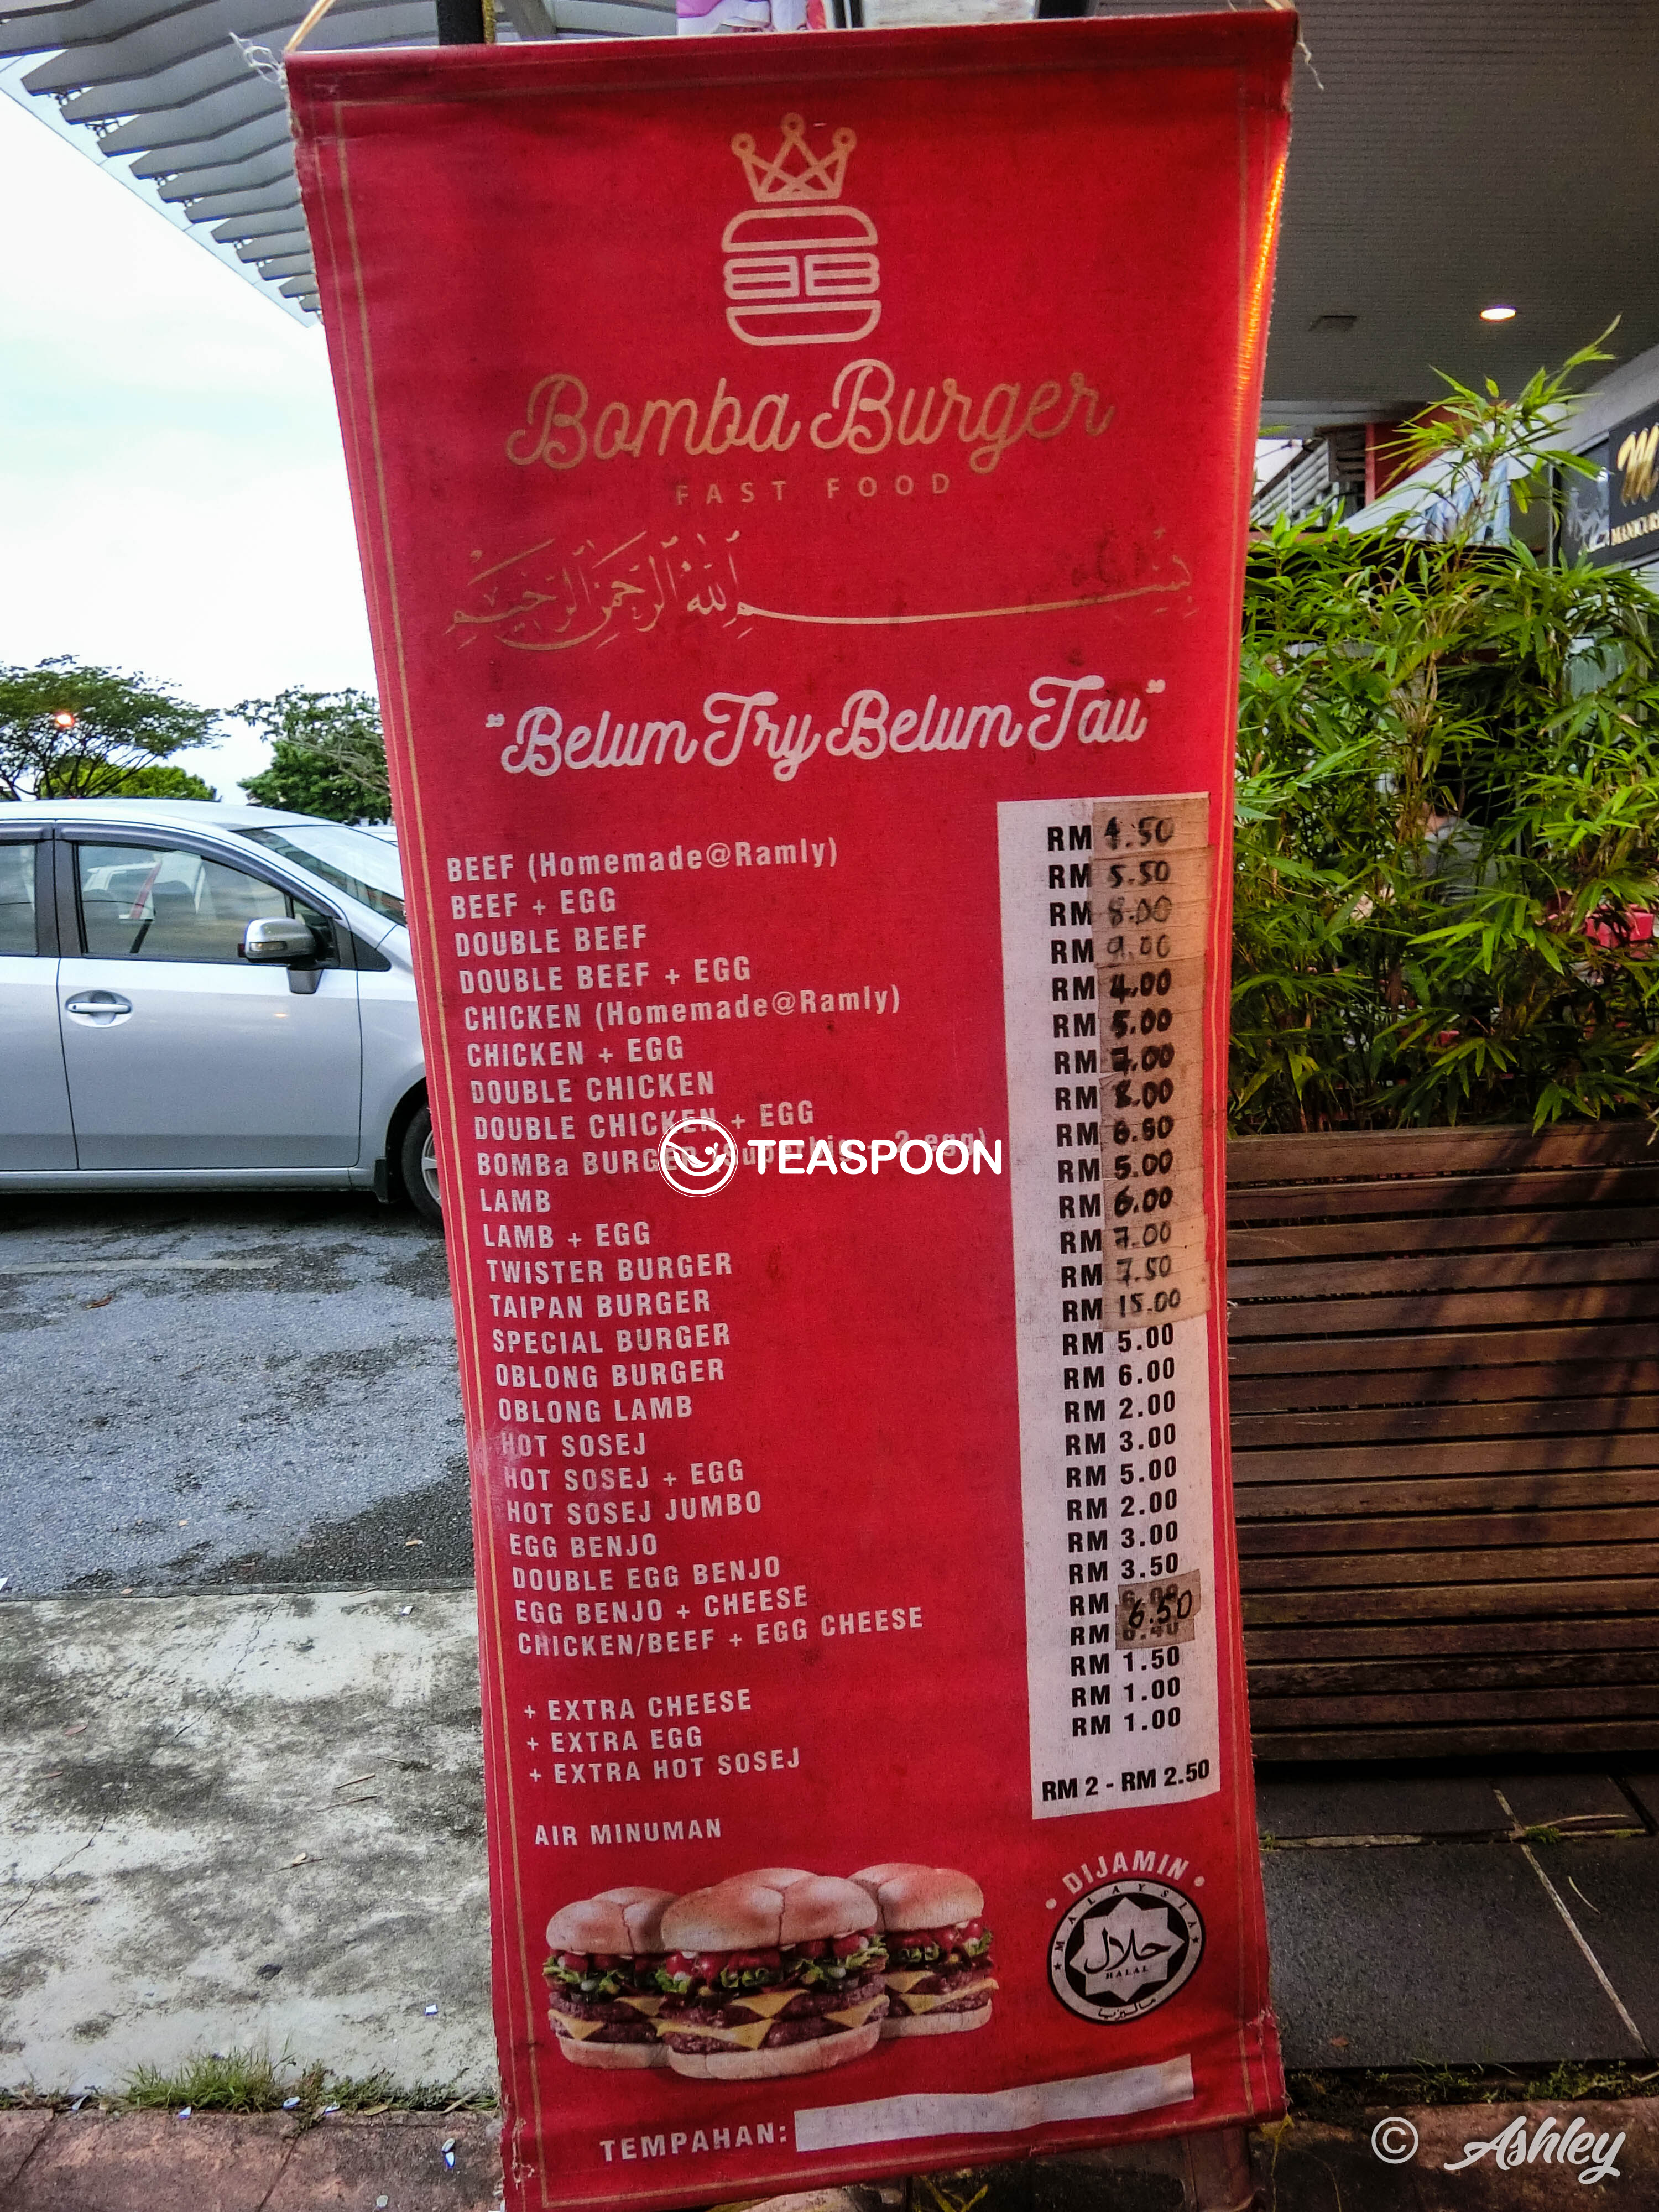 BB
Bomba Burger
FAST FOOD
بِسْمِ اللهِ الرَّحْمٰنِ الرَّحِيْمِ
"Belum Try Belum Tau"
BEEF (Homemade@Ramly) RM 4.50
BEEF + EGG RM 5.50
DOUBLE BEEF RM 8.00
DOUBLE BEEF + EGG RM 9.00
CHICKEN (Homemade@Ramly) RM 4.00
CHICKEN + EGG RM 5.00
DOUBLE CHICKEN RM 7.00
DOUBLE CHICKEN + EGG RM 8.00
BOMBa BURGER 2 egg) RM 6.50
LAMB RM 5.00
LAMB + EGG RM 6.00
TWISTER BURGER RM 7.00
TAIPAN BURGER RM 7.50
SPECIAL BURGER RM 15.00
OBLONG BURGER RM 5.00
OBLONG LAMB RM 6.00
HOT SOSEJ RM 2.00
HOT SOSEJ + EGG RM 3.00
HOT SOSEJ JUMBO RM 5.00
EGG BENJO RM 2.00
DOUBLE EGG BENJO RM 3.00
EGG BENJO + CHEESE RM 3.50
CHICKEN/BEEF + EGG CHEESE RM 6.50
RM
+ EXTRA CHEESE RM 1.50
+ EXTRA EGG RM 1.00
+ EXTRA HOT SOSEJ RM 1.00
AIR MINUMAN RM 2 - RM 2.50
• DIJAMIN •
MALAYSIA
حلال
HALAL
ماليزيا
TEMPAHAN:
TEASPOON
© Ashley